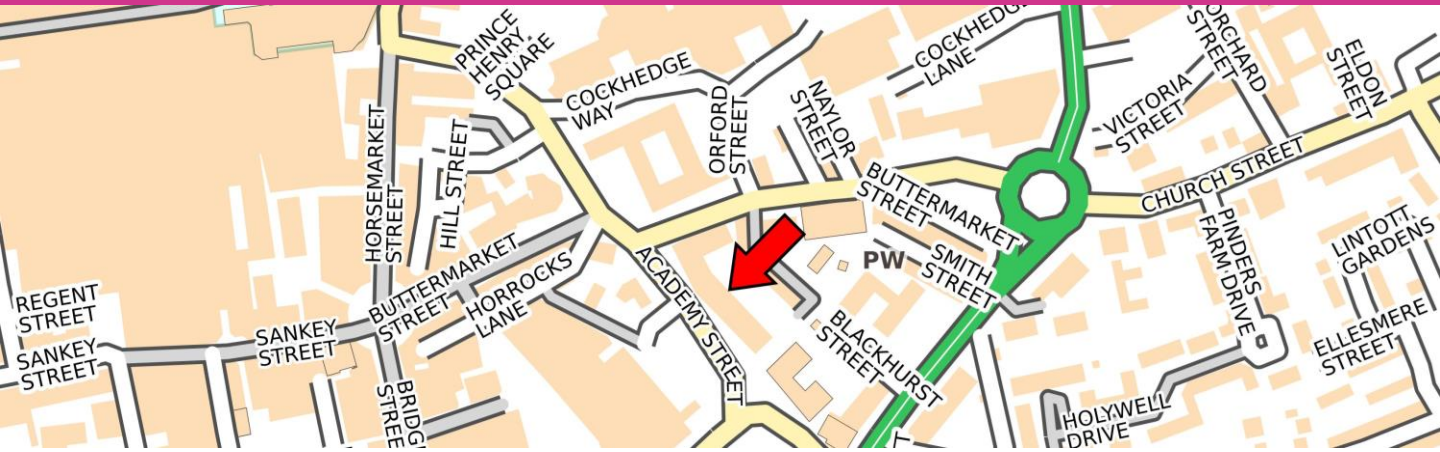 PRINCE
HENRY
SQUARE
COCKHEDGE
WAY
ORFORD
STREET
NAYLOR
STREET
COCKHEDGE
LANE
ORCHARD
STREET
VICTORIA
STREET
ELDON
STREET
HORSEMARKET
STREET
HILL STREET
BUTTERMARKET
STREET
CHURCH STREET
BUTTERMARKET
STREET
HORROCKS
LANE
ACADEMY STREET
PW
SMITH
STREET
PINDERS
FARM DRIVE
LINTOTT
GARDENS
REGENT
STREET
SANKEY
STREET
SANKEY
STREET
BLACKHURST
STREET
ELLESMERE
STREET
HOLYWELL
DRIVE